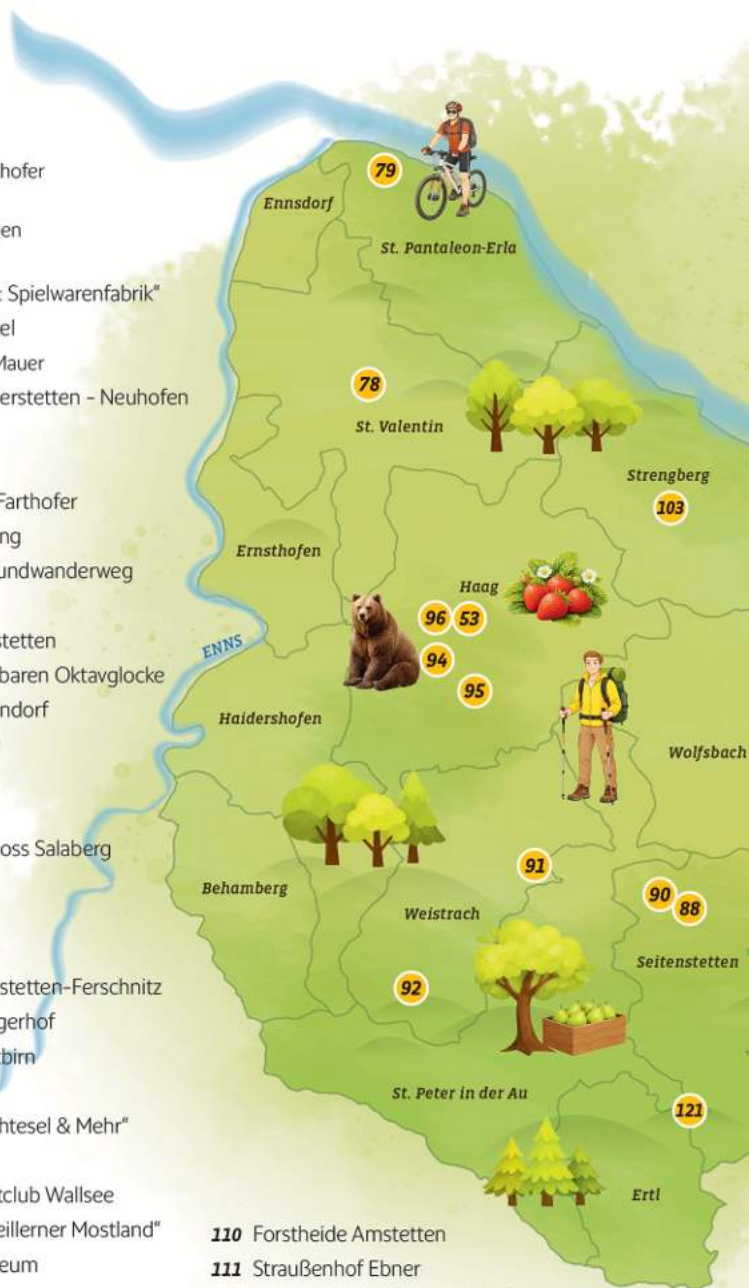 hofer
en
Spielwarenfabrik“
el
Mauer
erstetten – Neuhofen
Farthofer
ng
undwanderweg
stetten
baren Oktavglocke
ndorf
oss Salaberg
stetten-Ferschnitz
gerhof
tbirn
htesel & Mehr“
tclub Wallsee
eillerner Mostland“
eum
110 Forstheide Amstetten
111 Straußenhof Ebner
79
Ennsdorf
St. Pantaleon-Erla
78
St. Valentin
Strengberg
103
Ernsthofen
Haag
96 53
ENNS
94
95
Haidershofen
Wolfsbach
91
Behamberg
90
88
Weistrach
Seitenstetten
92
St. Peter in der Au
121
Ertl